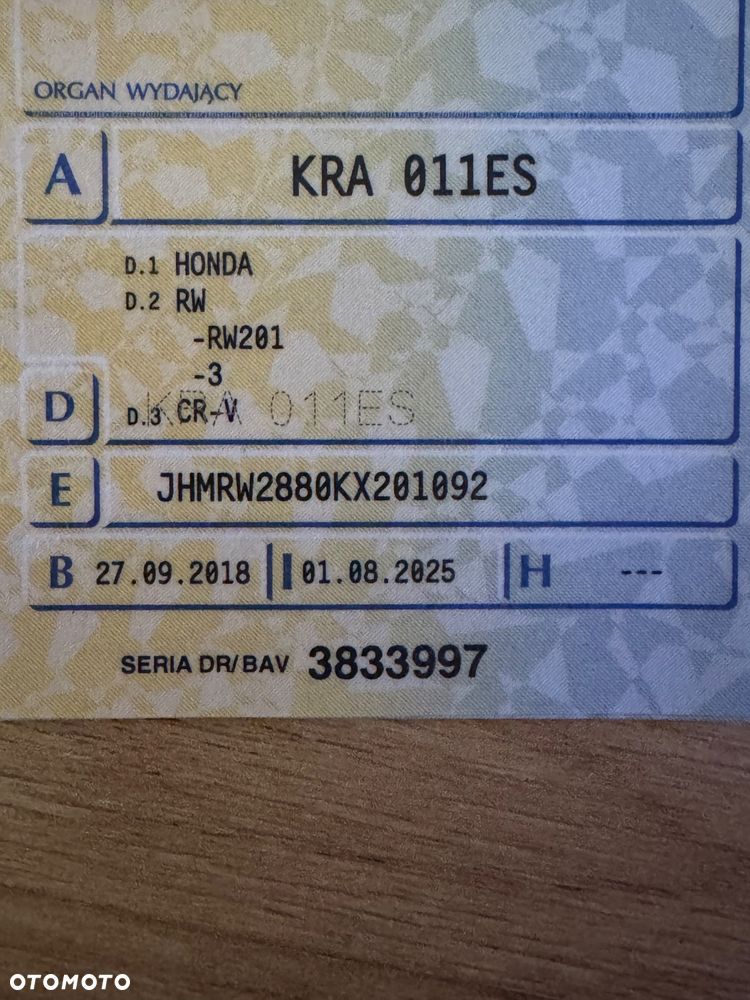 ORGAN WYDAJĄCY
A KRA 011ES
D.1 HONDA
D.2 RW
-RW201
-3
D D.3 CR-V
KRA 011ES
E JHMRW2880KX201092
B 27.09.2018 I 01.08.2025 H ---
SERIA DR/BAV 3833997
OTOMOTO